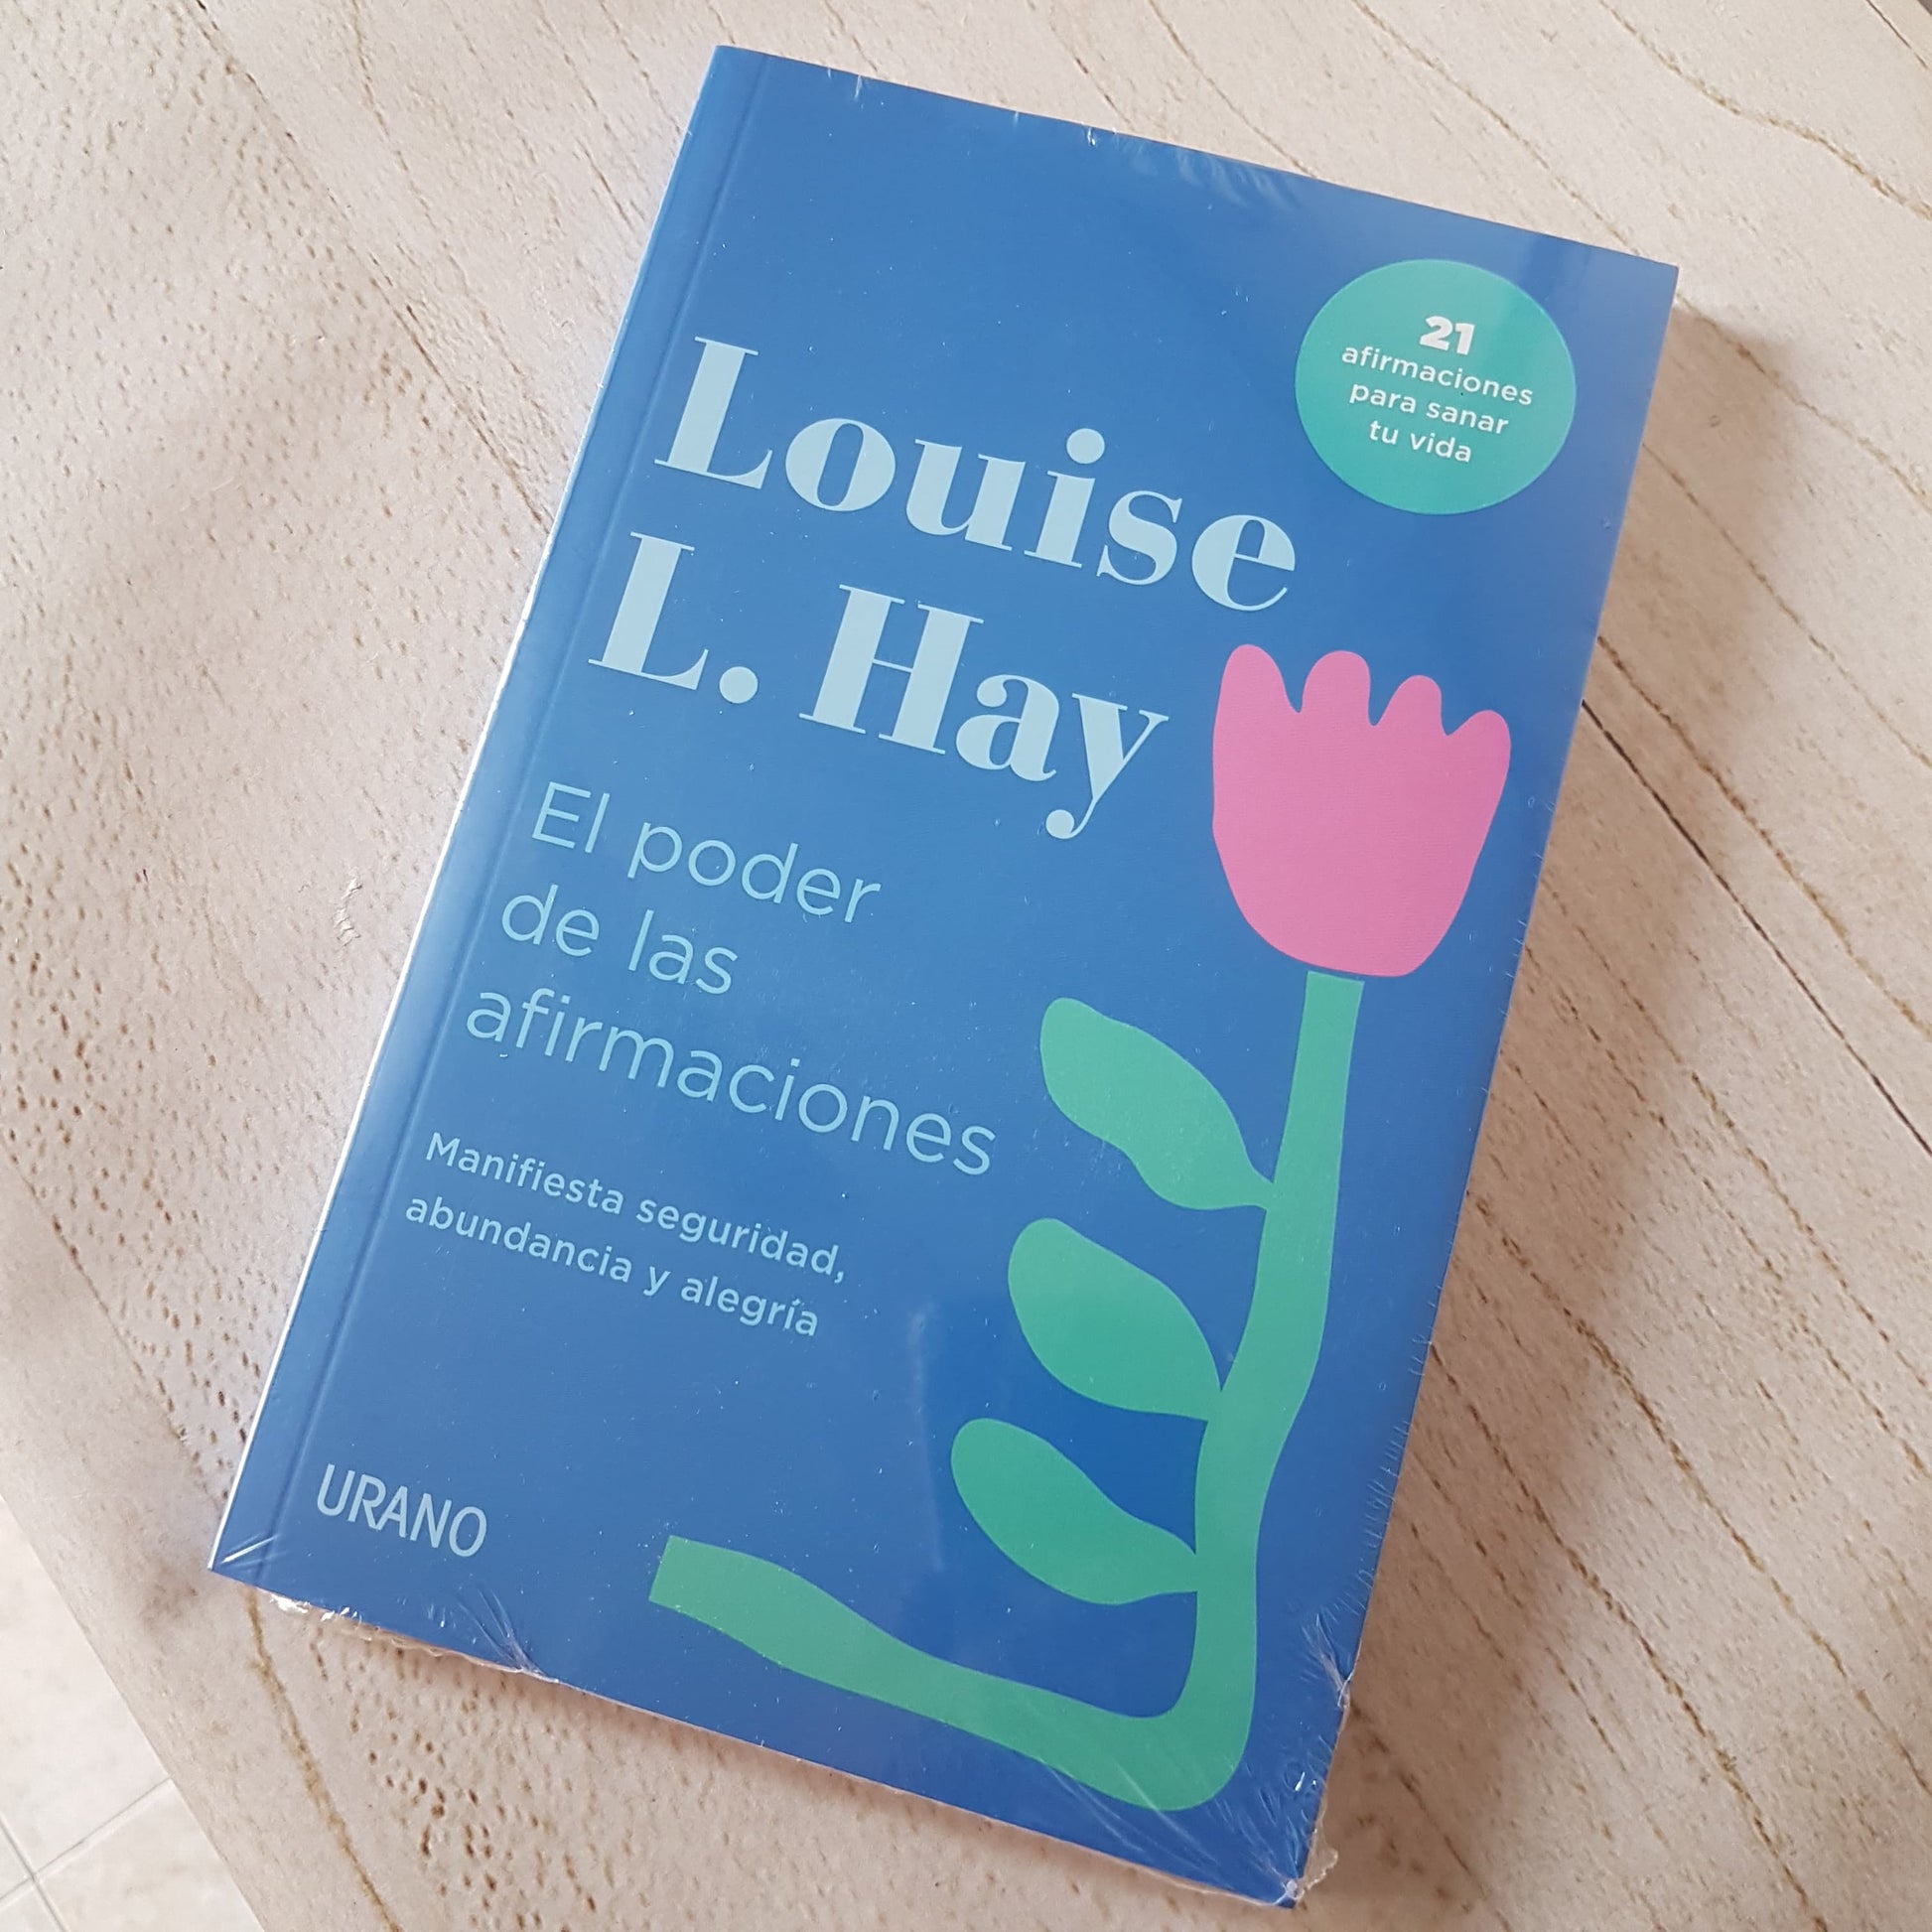 21
afirmaciones
para sanar
tu vida
Louise
L. Hay
El poder
de las
afirmaciones
Manifiesta seguridad,
abundancia y alegría
URANO